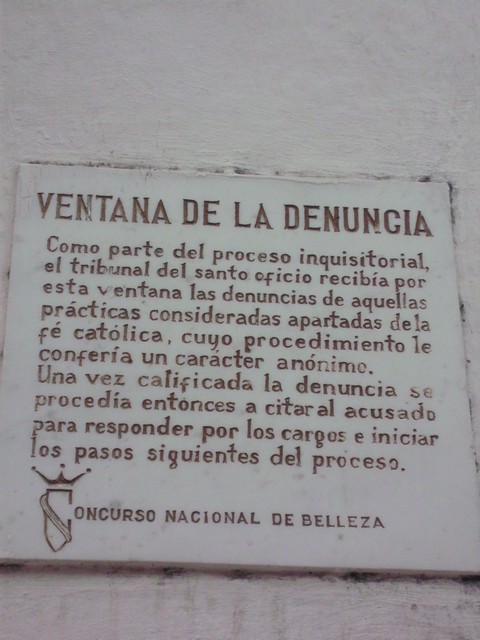 VENTANA DE LA DENUNCIA
Como parte del proceso inquisitorial,
el tribunal del santo oficio recibía por
esta ventana las denuncias de aquellas
prácticas consideradas apartadas de la
fé católica, cuyo procedimiento le
confería un carácter anónimo.
Una vez calificada la denuncia se
procedía entonces a citar al acusado
para responder por los cargos e iniciar
los pasos siguientes del proceso.
CONCURSO NACIONAL DE BELLEZA